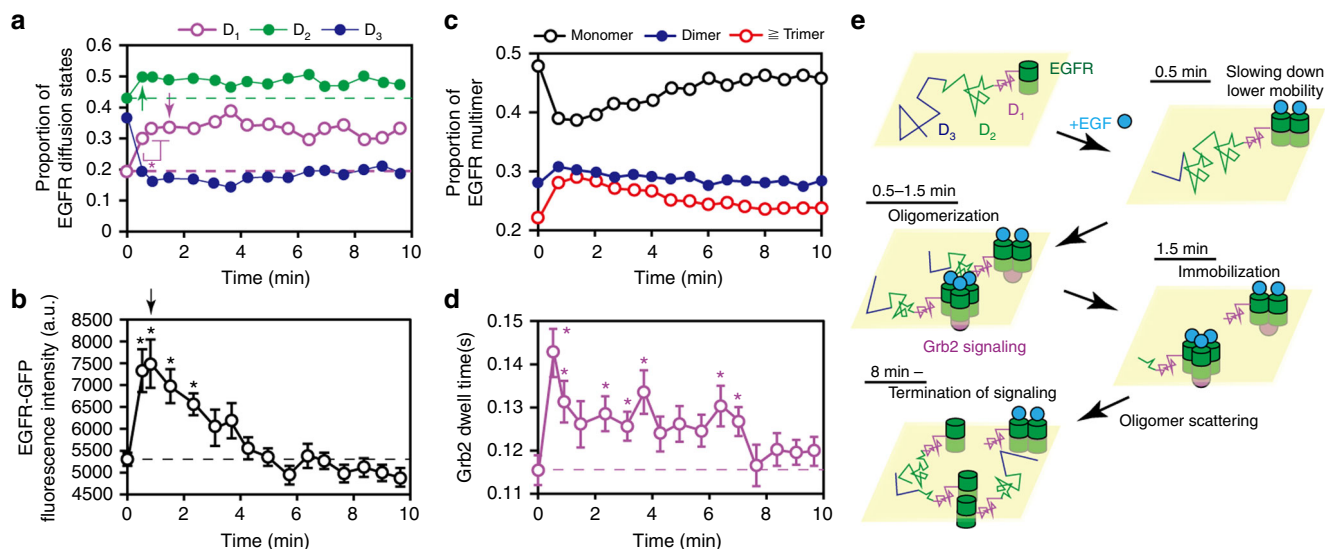 a
D1 D2 D3
Proportion of
EGFR diffusion states
0.6
0.5
0.4
0.3
0.2
0.1
0
*
0 2 4 6 8 10
Time (min)
b
EGFR-GFP
fluorescence intensity (a.u.)
8500
8000
7500
7000
6500
6000
5500
5000
4500
* * * *
0 2 4 6 8 10
Time (min)
c
Monomer Dimer ≧ Trimer
Proportion of
EGFR multimer
0.5
0.4
0.3
0.2
0 2 4 6 8 10
Time (min)
d
Grb2 dwell time(s)
0.15
0.14
0.13
0.12
0.11
* * * * * * *
0 2 4 6 8 10
Time (min)
e
EGFR
D1
D2
D3
+EGF
0.5 min
Slowing down
lower mobility
0.5–1.5 min
Oligomerization
Grb2 signaling
1.5 min
Immobilization
Oligomer scattering
8 min –
Termination of signaling